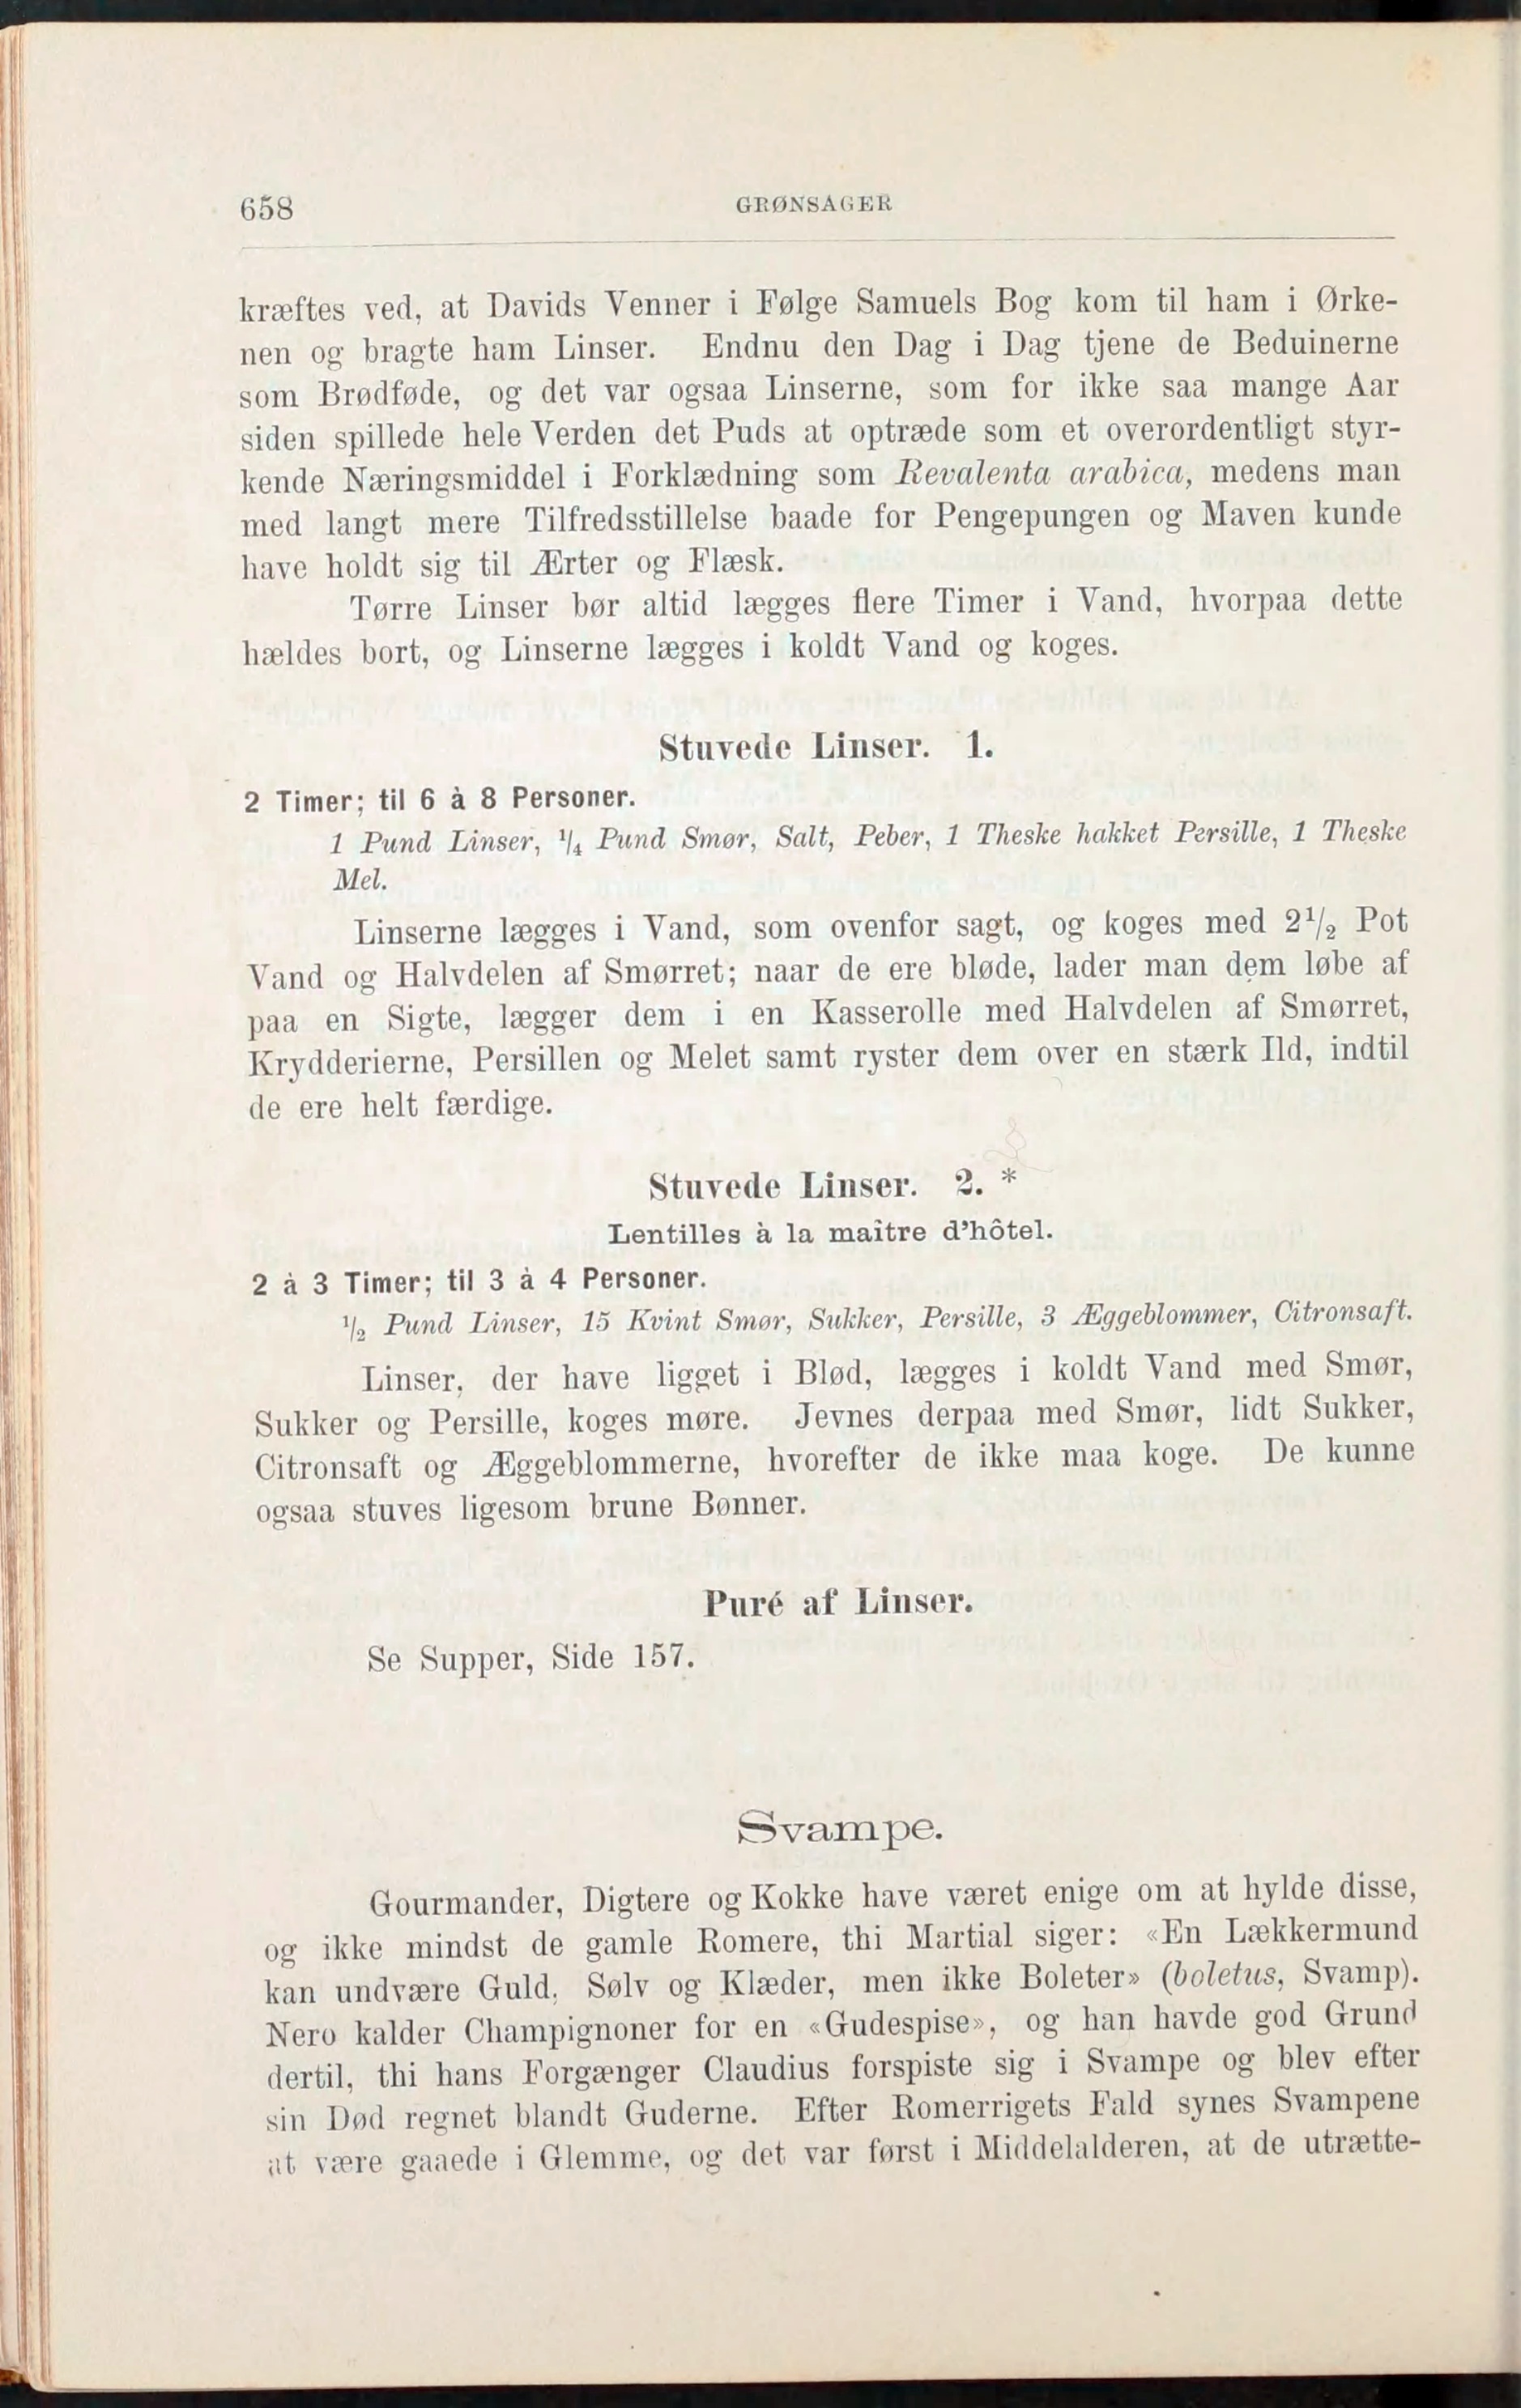 658
GRØNSAGER
kræftes ved, at Davids Venner i Følge Samuels Bog kom til ham i Ørke-
nen og bragte ham Linser. Endnu den Dag i Dag tjene de Beduinerne
som Brødføde, og det var ogsaa Linserne, som for ikke saa mange Aar
siden spillede hele Verden det Puds at optræde som et overordentligt styr-
kende Næringsmiddel i Forklædning som Revalenta arabica, medens man
med langt mere Tilfredsstillelse baade for Pengepungen og Maven kunde
have holdt sig til Ærter og Flæsk.
Tørre Linser bør altid lægges flere Timer i Vand, hvorpaa dette
hældes bort, og Linserne lægges i koldt Vand og koges.
Stuvede Linser. 1.
2 Timer; til 6 à 8 Personer.
1 Pund Linser, 1/4 Pund Smør, Salt, Peber, 1 Theske hakket Persille, 1 Theske
Mel.
Linserne lægges i Vand, som ovenfor sagt, og koges med 2 1/2 Pot
Vand og Halvdelen af Smørret; naar de ere bløde, lader man dem løbe af
paa en Sigte, lægger dem i en Kasserolle med Halvdelen af Smørret,
Krydderierne, Persillen og Melet samt ryster dem over en stærk Ild, indtil
de ere helt færdige.
Stuvede Linser. 2. *
Lentilles à la maître d'hôtel.
2 à 3 Timer; til 3 à 4 Personer.
1/2 Pund Linser, 15 Kvint Smør, Sukker, Persille, 3 Æggeblommer, Citronsaft.
Linser, der have ligget i Blød, lægges i koldt Vand med Smør,
Sukker og Persille, koges møre. Jevnes derpaa med Smør, lidt Sukker,
Citronsaft og Æggeblommerne, hvorefter de ikke maa koge. De kunne
ogsaa stuves ligesom brune Bønner.
Puré af Linser.
Se Supper, Side 157.
Svampe.
Gourmander, Digtere og Kokke have været enige om at hylde disse,
og ikke mindst de gamle Romere, thi Martial siger: «En Lækkermund
kan undvære Guld, Sølv og Klæder, men ikke Boleter» (boletus, Svamp).
Nero kalder Champignoner for en «Gudespise», og han havde god Grund
dertil, thi hans Forgænger Claudius forspiste sig i Svampe og blev efter
sin Død regnet blandt Guderne. Efter Romerrigets Fald synes Svampene
at være gaaede i Glemme, og det var først i Middelalderen, at de utrætte-